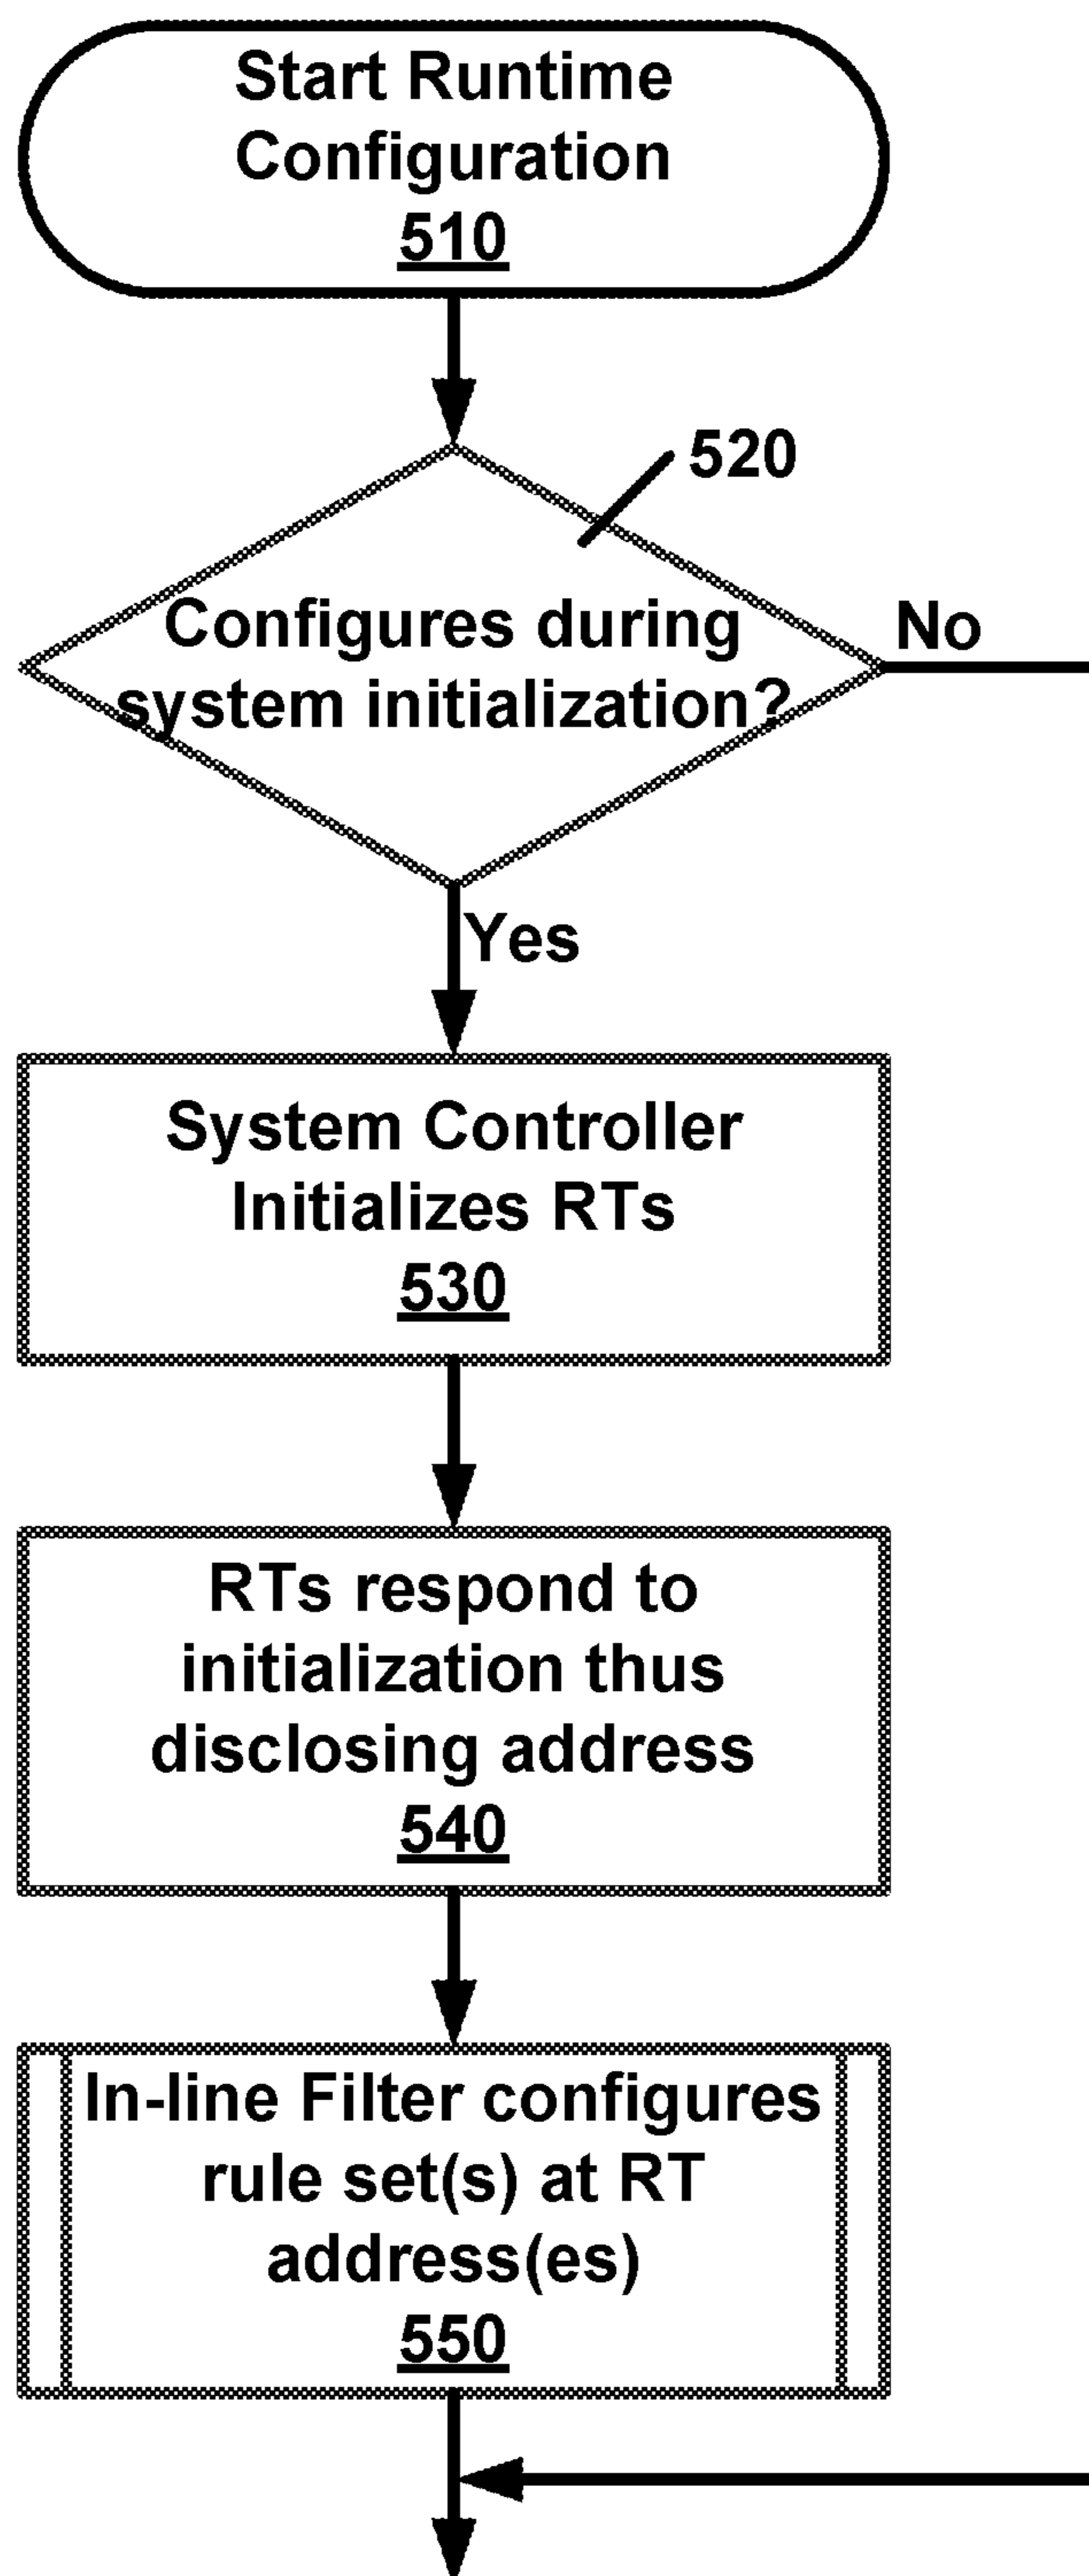 Start Runtime
Configuration
510
520
Configures during
system initialization?
No
Yes
System Controller
Initializes RTs
530
RTs respond to
initialization thus
disclosing address
540
In-line Filter configures
rule set(s) at RT
address(es)
550